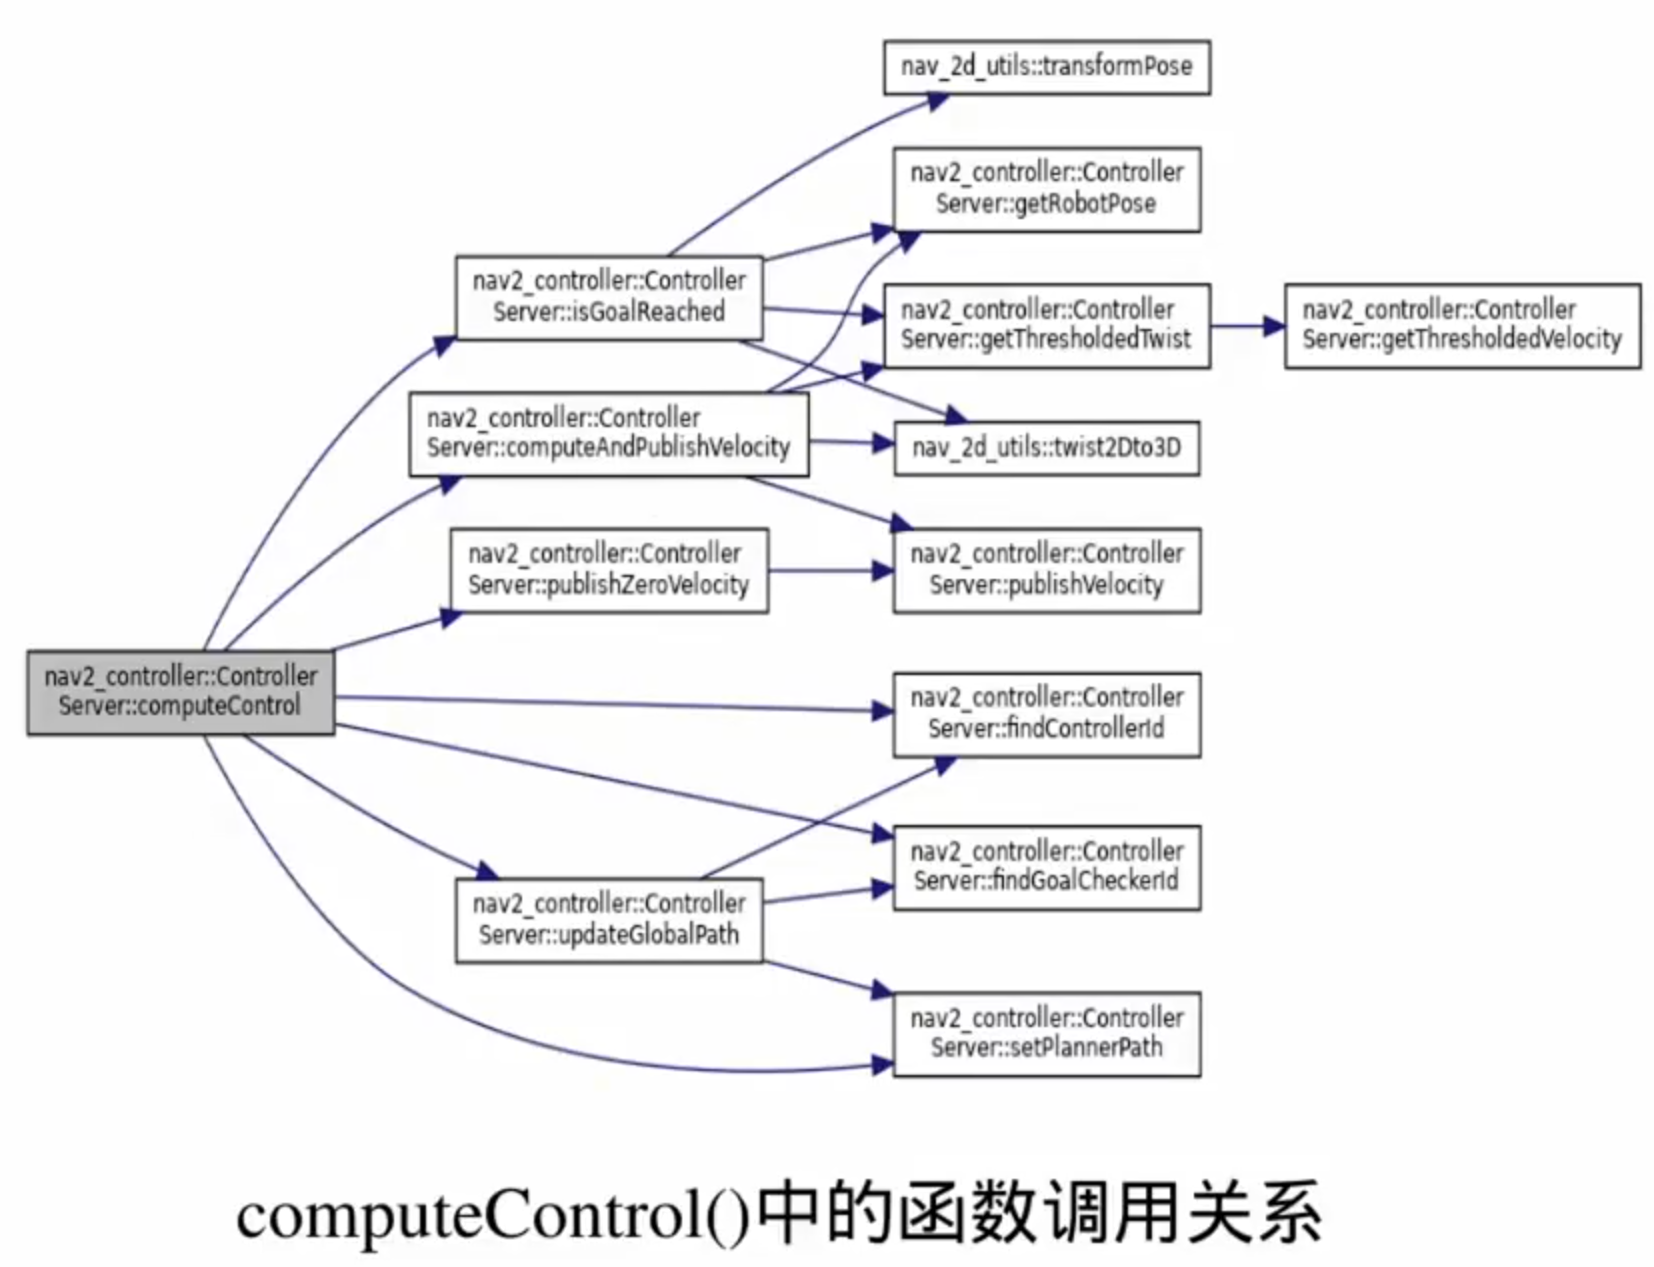 nav_2d_utils::transformPose
nav2_controller::Controller
Server::getRobotPose
nav2_controller::Controller
Server::isGoalReached
nav2_controller::Controller
Server::getThresholdedTwist
nav2_controller::Controller
Server::getThresholdedVelocity
nav2_controller::Controller
Server::computeAndPublishVelocity
nav_2d_utils::twist2Dto3D
nav2_controller::Controller
Server::publishZeroVelocity
nav2_controller::Controller
Server::publishVelocity
nav2_controller::Controller
Server::computeControl
nav2_controller::Controller
Server::findControllerId
nav2_controller::Controller
Server::findGoalCheckerId
nav2_controller::Controller
Server::updateGlobalPath
nav2_controller::Controller
Server::setPlannerPath
computeControl()中的函数调用关系